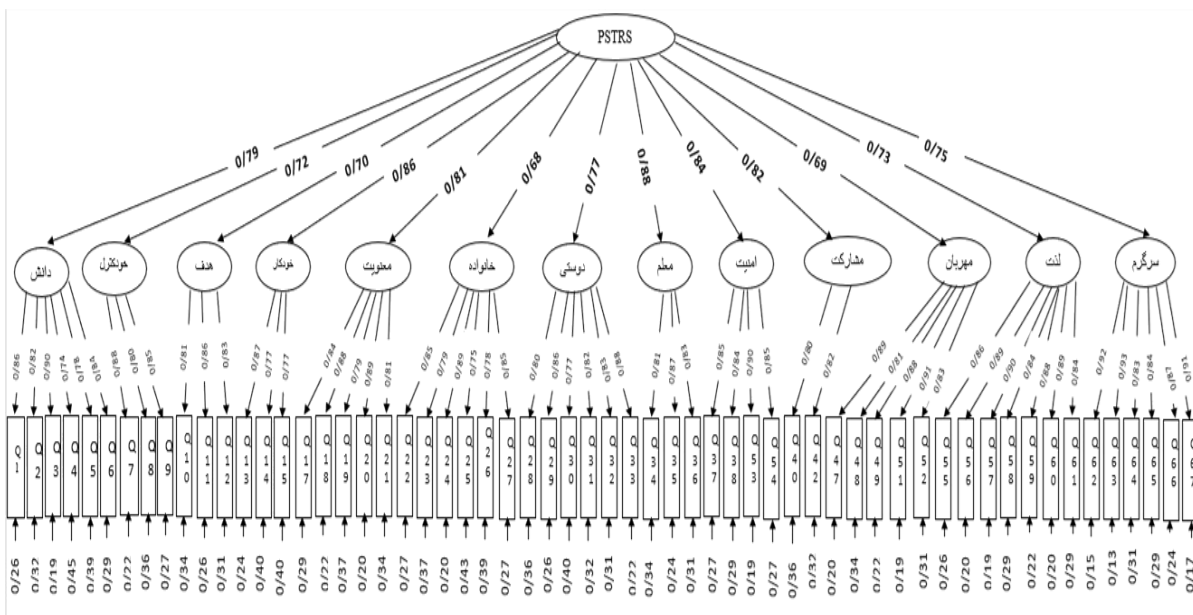 PSTRS
0/79 0/72 0/70 0/86 0/81 0/68 0/77 0/88 0/84 0/82 0/69 0/73 0/75
دانش خودکنترل هدف خودکار معنویت خانواده دوستی معلم امنیت مشارکت مهربان لذت سرگرم
0/86 0/82 0/90 0/74 0/78 0/84 0/88 0/80 0/85 0/81 0/86 0/83 0/87 0/77 0/77 0/84 0/88 0/79 0/89 0/81 0/85 0/79 0/89 0/75 0/78 0/85 0/80 0/86 0/77 0/82 0/83 0/88 0/81 0/87 0/83 0/85 0/84 0/90 0/85 0/80 0/82 0/89 0/81 0/88 0/91 0/83 0/86 0/89 0/90 0/84 0/88 0/89 0/84 0/92 0/93 0/83 0/84 0/87 0/91
Q1 Q2 Q3 Q4 Q5 Q6 Q7 Q8 Q9 Q10 Q11 Q12 Q13 Q14 Q15 Q17 Q18 Q19 Q20 Q21 Q22 Q23 Q24 Q25 Q26 Q27 Q28 Q29 Q30 Q31 Q32 Q33 Q34 Q35 Q36 Q37 Q38 Q53 Q54 Q40 Q42 Q47 Q48 Q49 Q51 Q52 Q55 Q56 Q57 Q58 Q59 Q60 Q61 Q62 Q63 Q64 Q65 Q66 Q67
0/26 0/32 0/19 0/45 0/39 0/29 0/22 0/36 0/27 0/34 0/26 0/31 0/24 0/40 0/40 0/29 0/22 0/37 0/20 0/34 0/27 0/37 0/20 0/43 0/39 0/27 0/36 0/26 0/40 0/32 0/31 0/22 0/34 0/24 0/31 0/27 0/29 0/19 0/27 0/36 0/32 0/20 0/34 0/22 0/19 0/31 0/26 0/20 0/19 0/29 0/22 0/20 0/29 0/15 0/13 0/31 0/29 0/24 0/17